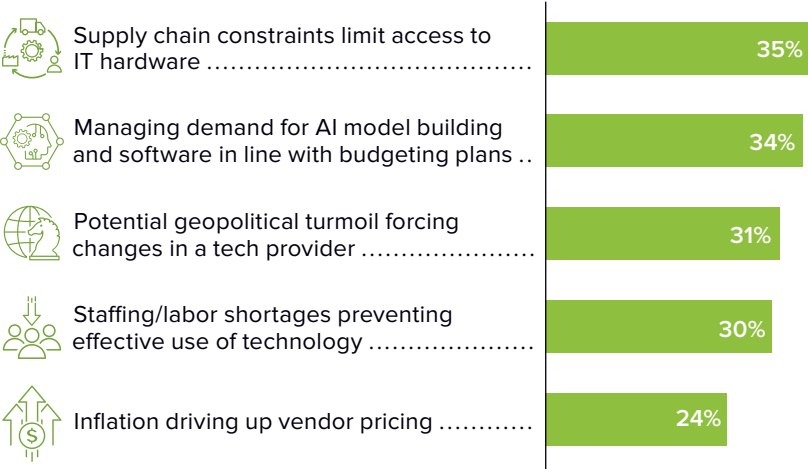 Supply chain constraints limit access to
IT hardware ........................................ 35%
Managing demand for AI model building
and software in line with budgeting plans .. 34%
Potential geopolitical turmoil forcing
changes in a tech provider ...................... 31%
Staffing/labor shortages preventing
effective use of technology ..................... 30%
Inflation driving up vendor pricing ............ 24%
$